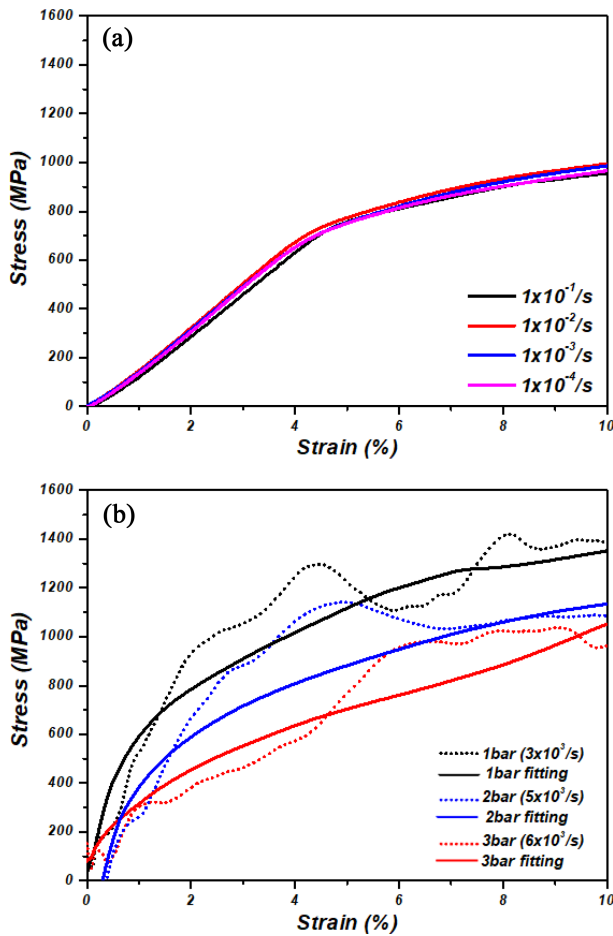 (a)
1600
1400
1200
1000
800
600
400
200
0
Stress (MPa)
1x10⁻¹/s
1x10⁻²/s
1x10⁻³/s
1x10⁻⁴/s
0 2 4 6 8 10
Strain (%)
(b)
1600
1400
1200
1000
800
600
400
200
0
Stress (MPa)
1bar (3x10³/s)
1bar fitting
2bar (5x10³/s)
2bar fitting
3bar (6x10³/s)
3bar fitting
0 2 4 6 8 10
Strain (%)